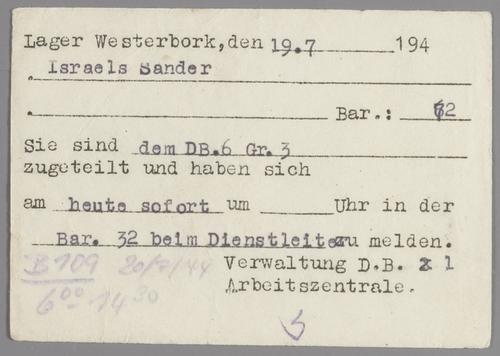 Lager Westerbork, den 19.7 194
Israels Sander
Bar.: 62
Sie sind dem DB.6 Gr.3
zugeteilt und haben sich
am heute sofort um Uhr in der
Bar. 32 beim Dienstleiter zu melden.
Verwaltung D.B. 1
Arbeitszentrale.
B 109 20/7/44
6⁰⁰ - 14³⁰